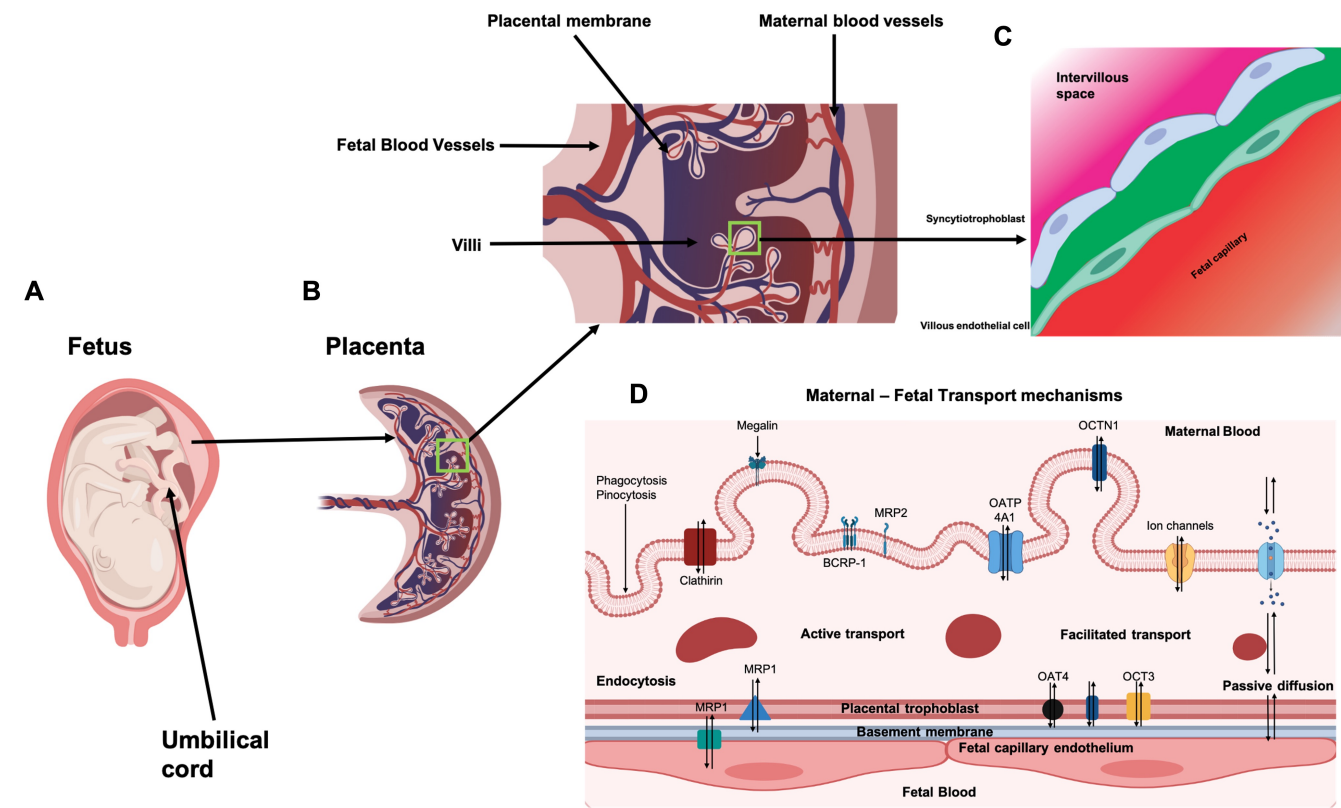 Placental membrane
Maternal blood vessels
C
Intervillous
space
Fetal Blood Vessels
Syncytiotrophoblast
Villi
Fetal capillary
Villous endothelial cell
A
B
Fetus
Placenta
Umbilical
cord
D
Maternal – Fetal Transport mechanisms
Megalin
OCTN1
Maternal Blood
Phagocytosis
Pinocytosis
MRP2
OATP
4A1
Ion channels
BCRP-1
Clathirin
Active transport
Facilitated transport
Endocytosis
MRP1
OAT4
OCT3
Passive diffusion
MRP1
Placental trophoblast
Basement membrane
Fetal capillary endothelium
Fetal Blood